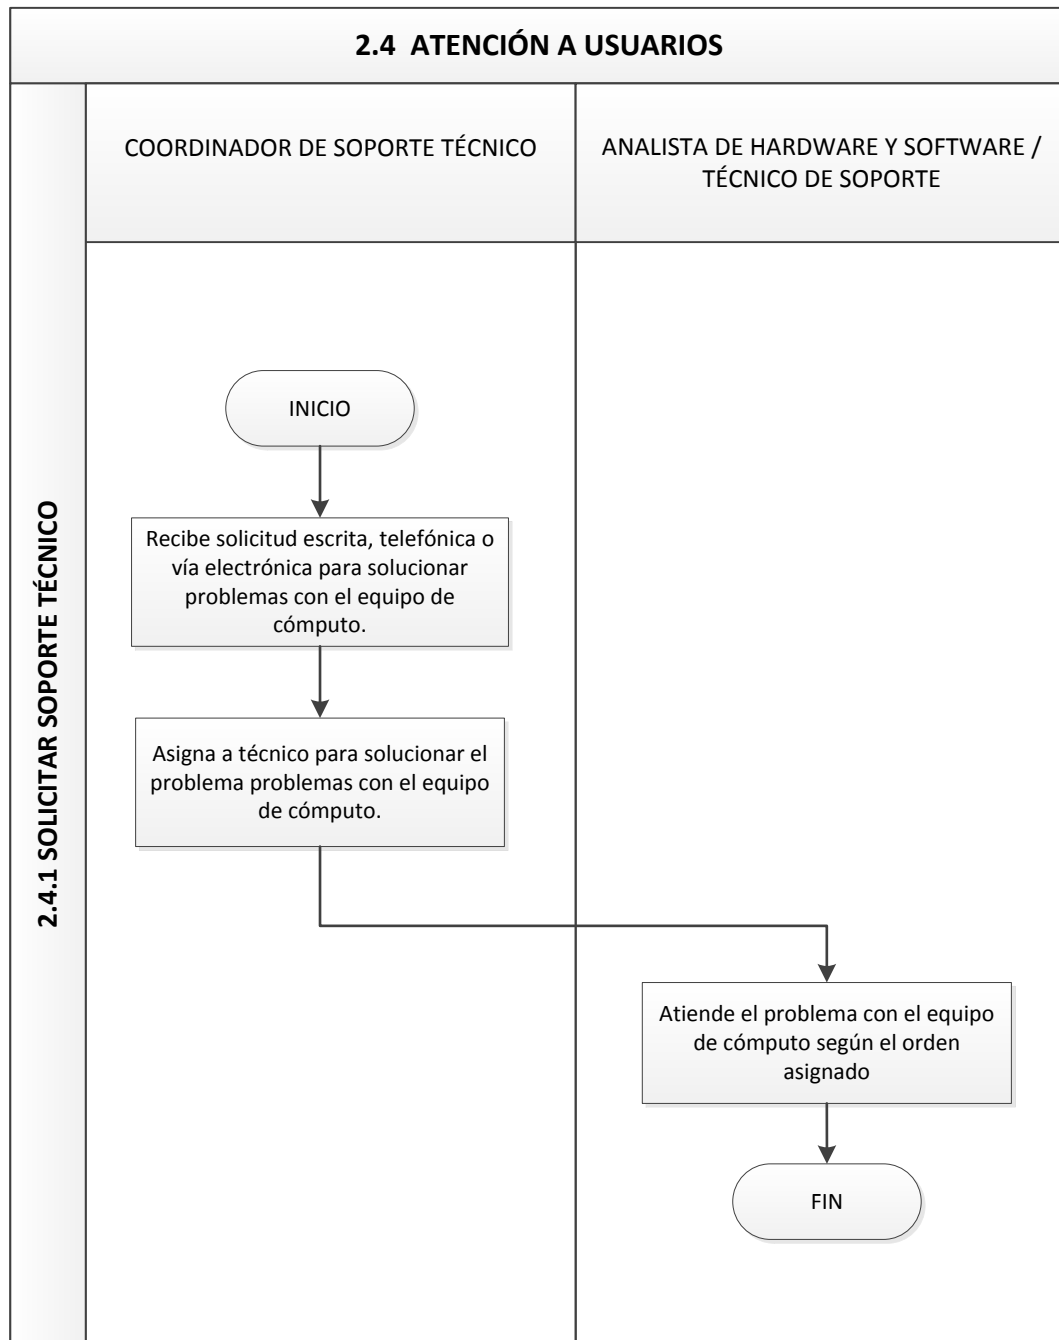 2.4 ATENCIÓN A USUARIOS
2.4.1 SOLICITAR SOPORTE TÉCNICO
COORDINADOR DE SOPORTE TÉCNICO
ANALISTA DE HARDWARE Y SOFTWARE /
TÉCNICO DE SOPORTE
INICIO
Recibe solicitud escrita, telefónica o
vía electrónica para solucionar
problemas con el equipo de
cómputo.
Asigna a técnico para solucionar el
problema problemas con el equipo
de cómputo.
Atiende el problema con el equipo
de cómputo según el orden
asignado
FIN